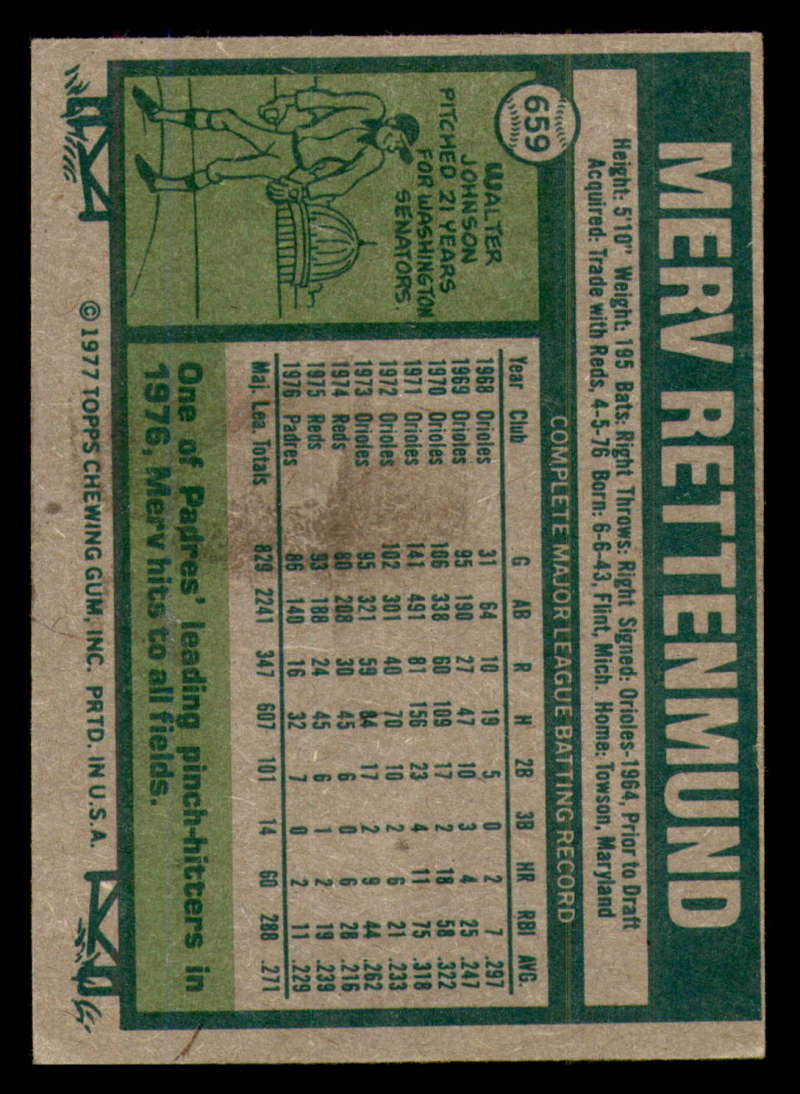 659
MERV RETTENMUND
Height: 5'10" Weight: 195 Bats: Right Throws: Right Signed: Orioles-1964, Prior to Draft
Acquired: Trade with Reds, 4-5-76 Born: 6-6-43, Flint, Mich. Home: Towson, Maryland
COMPLETE MAJOR LEAGUE BATTING RECORD
WALTER
JOHNSON
PITCHED 21 YEARS
FOR WASHINGTON
SENATORS.
Year Club G AB R H 2B 3B HR RBI AVG.
1968 Orioles 31 64 10 19 5 0 2 7 .297
1969 Orioles 95 190 27 47 10 3 4 25 .247
1970 Orioles 106 338 60 109 17 2 18 58 .322
1971 Orioles 141 491 81 156 23 4 11 75 .318
1972 Orioles 102 301 40 70 10 2 6 21 .233
1973 Orioles 95 321 59 84 17 2 9 44 .262
1974 Reds 80 208 30 45 6 0 6 28 .216
1975 Reds 93 188 24 45 6 1 2 19 .239
1976 Padres 86 140 16 32 7 0 2 11 .229
Maj. Lea. Totals 829 2241 347 607 101 14 60 288 .271
One of Padres' leading pinch-hitters in
1976, Merv hits to all fields.
©1977 TOPPS CHEWING GUM, INC. PRTD. IN U.S.A.